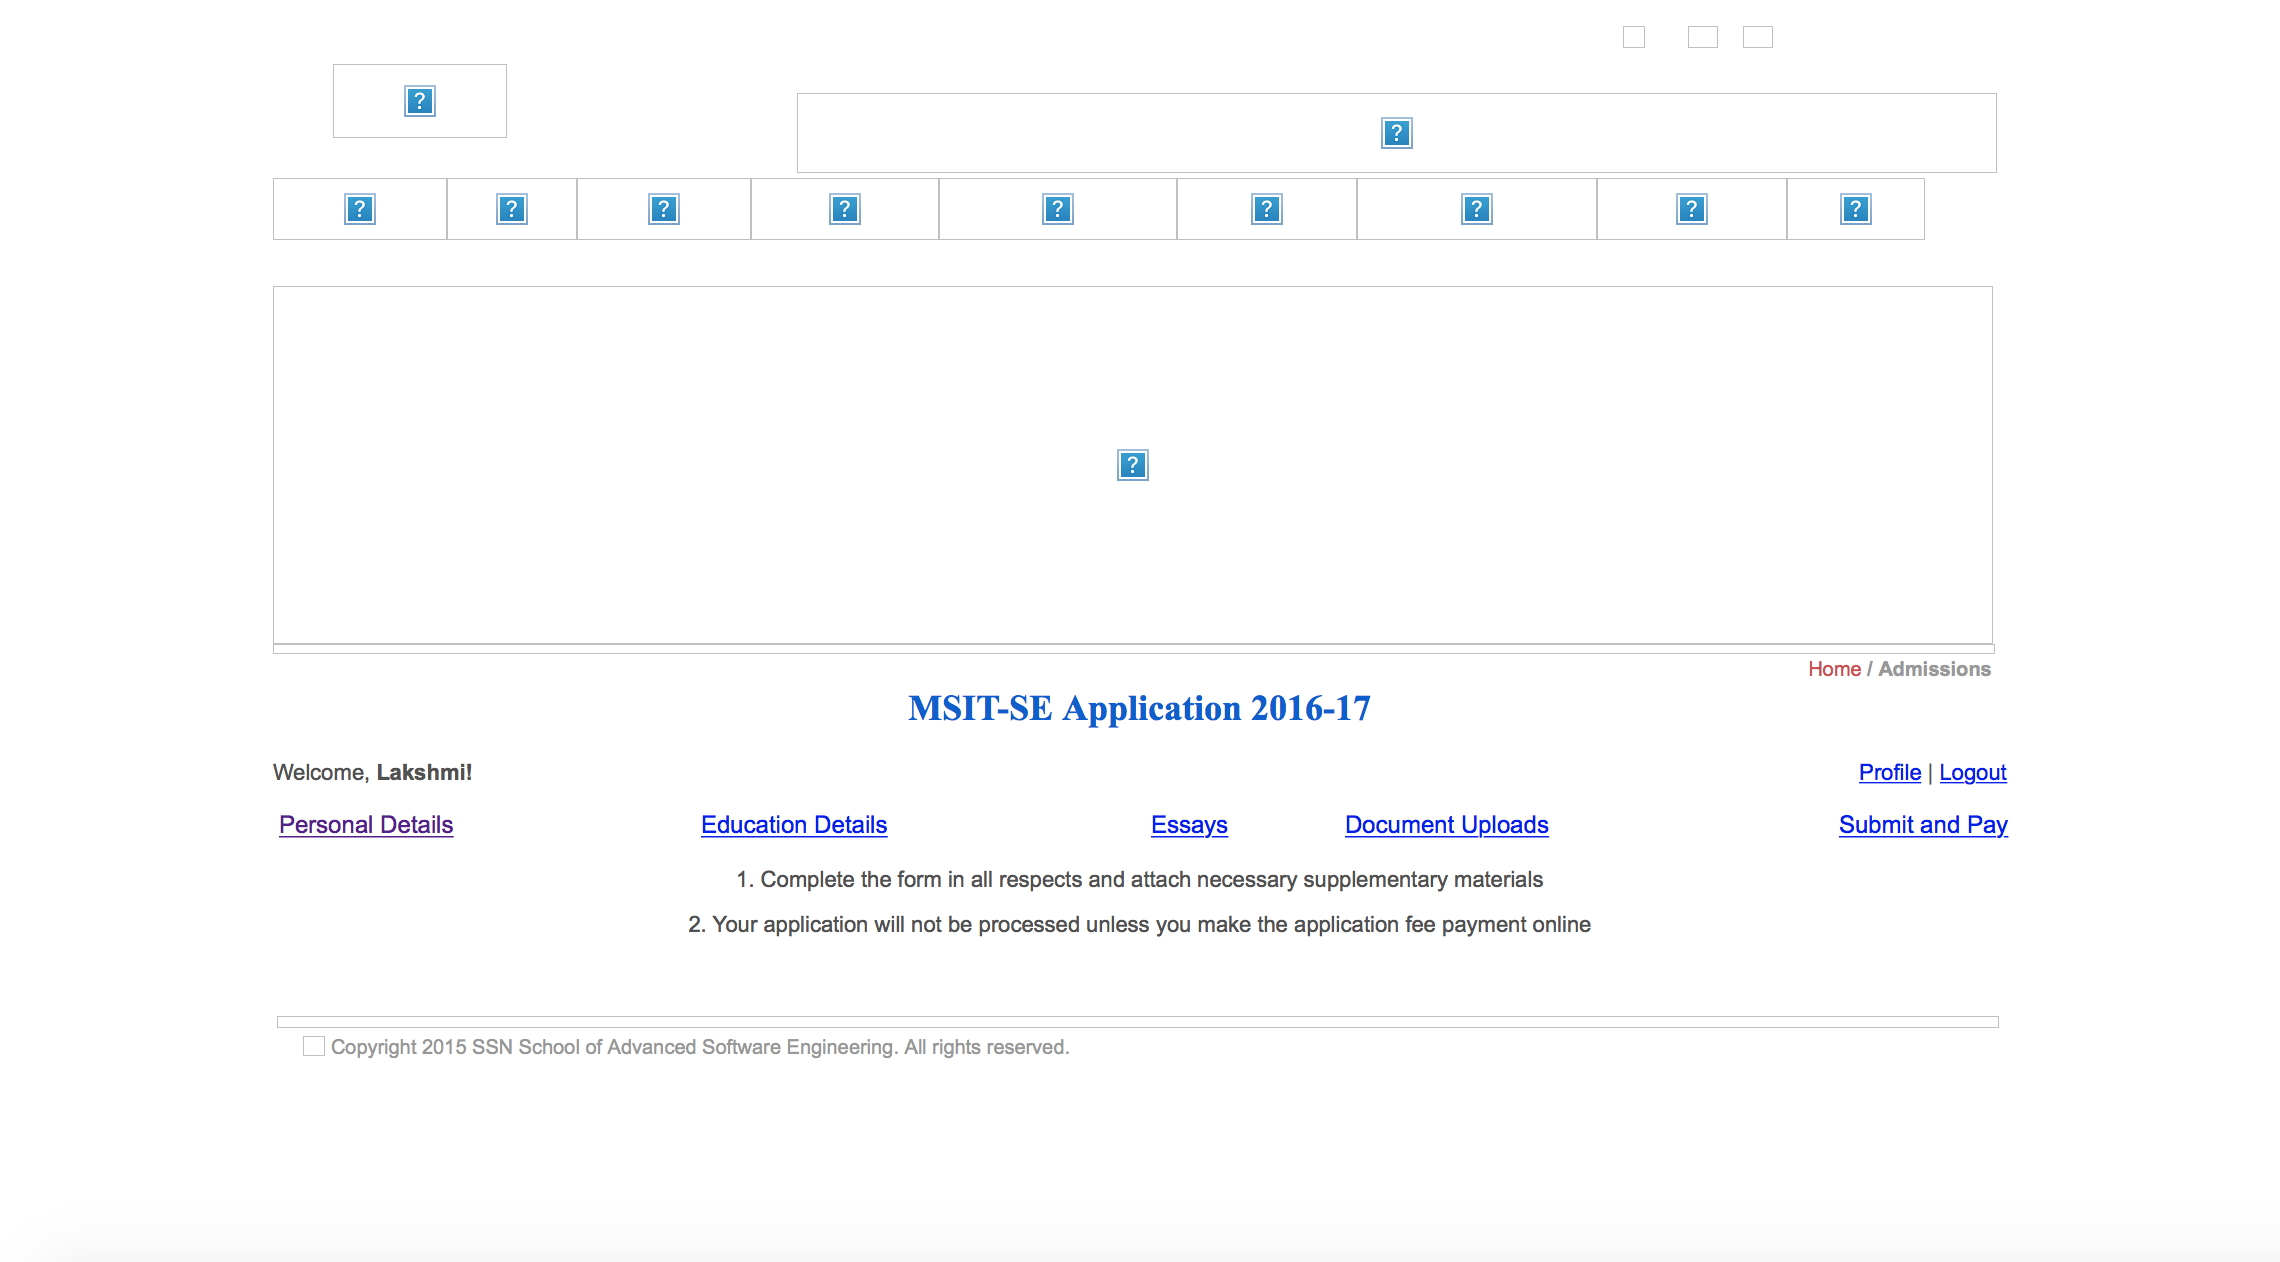 Home / Admissions
MSIT-SE Application 2016-17
Welcome, Lakshmi! Profile | Logout
Personal Details Education Details Essays Document Uploads Submit and Pay
1. Complete the form in all respects and attach necessary supplementary materials
2. Your application will not be processed unless you make the application fee payment online
Copyright 2015 SSN School of Advanced Software Engineering. All rights reserved.